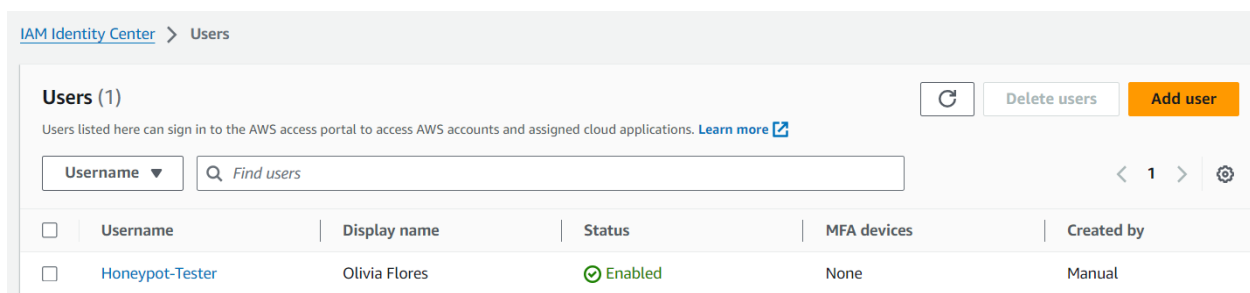 IAM Identity Center > Users
Users (1)
Delete users
Add user
Users listed here can sign in to the AWS access portal to access AWS accounts and assigned cloud applications. Learn more
Username
Find users
1
Username Display name Status MFA devices Created by
Honeypot-Tester Olivia Flores Enabled None Manual